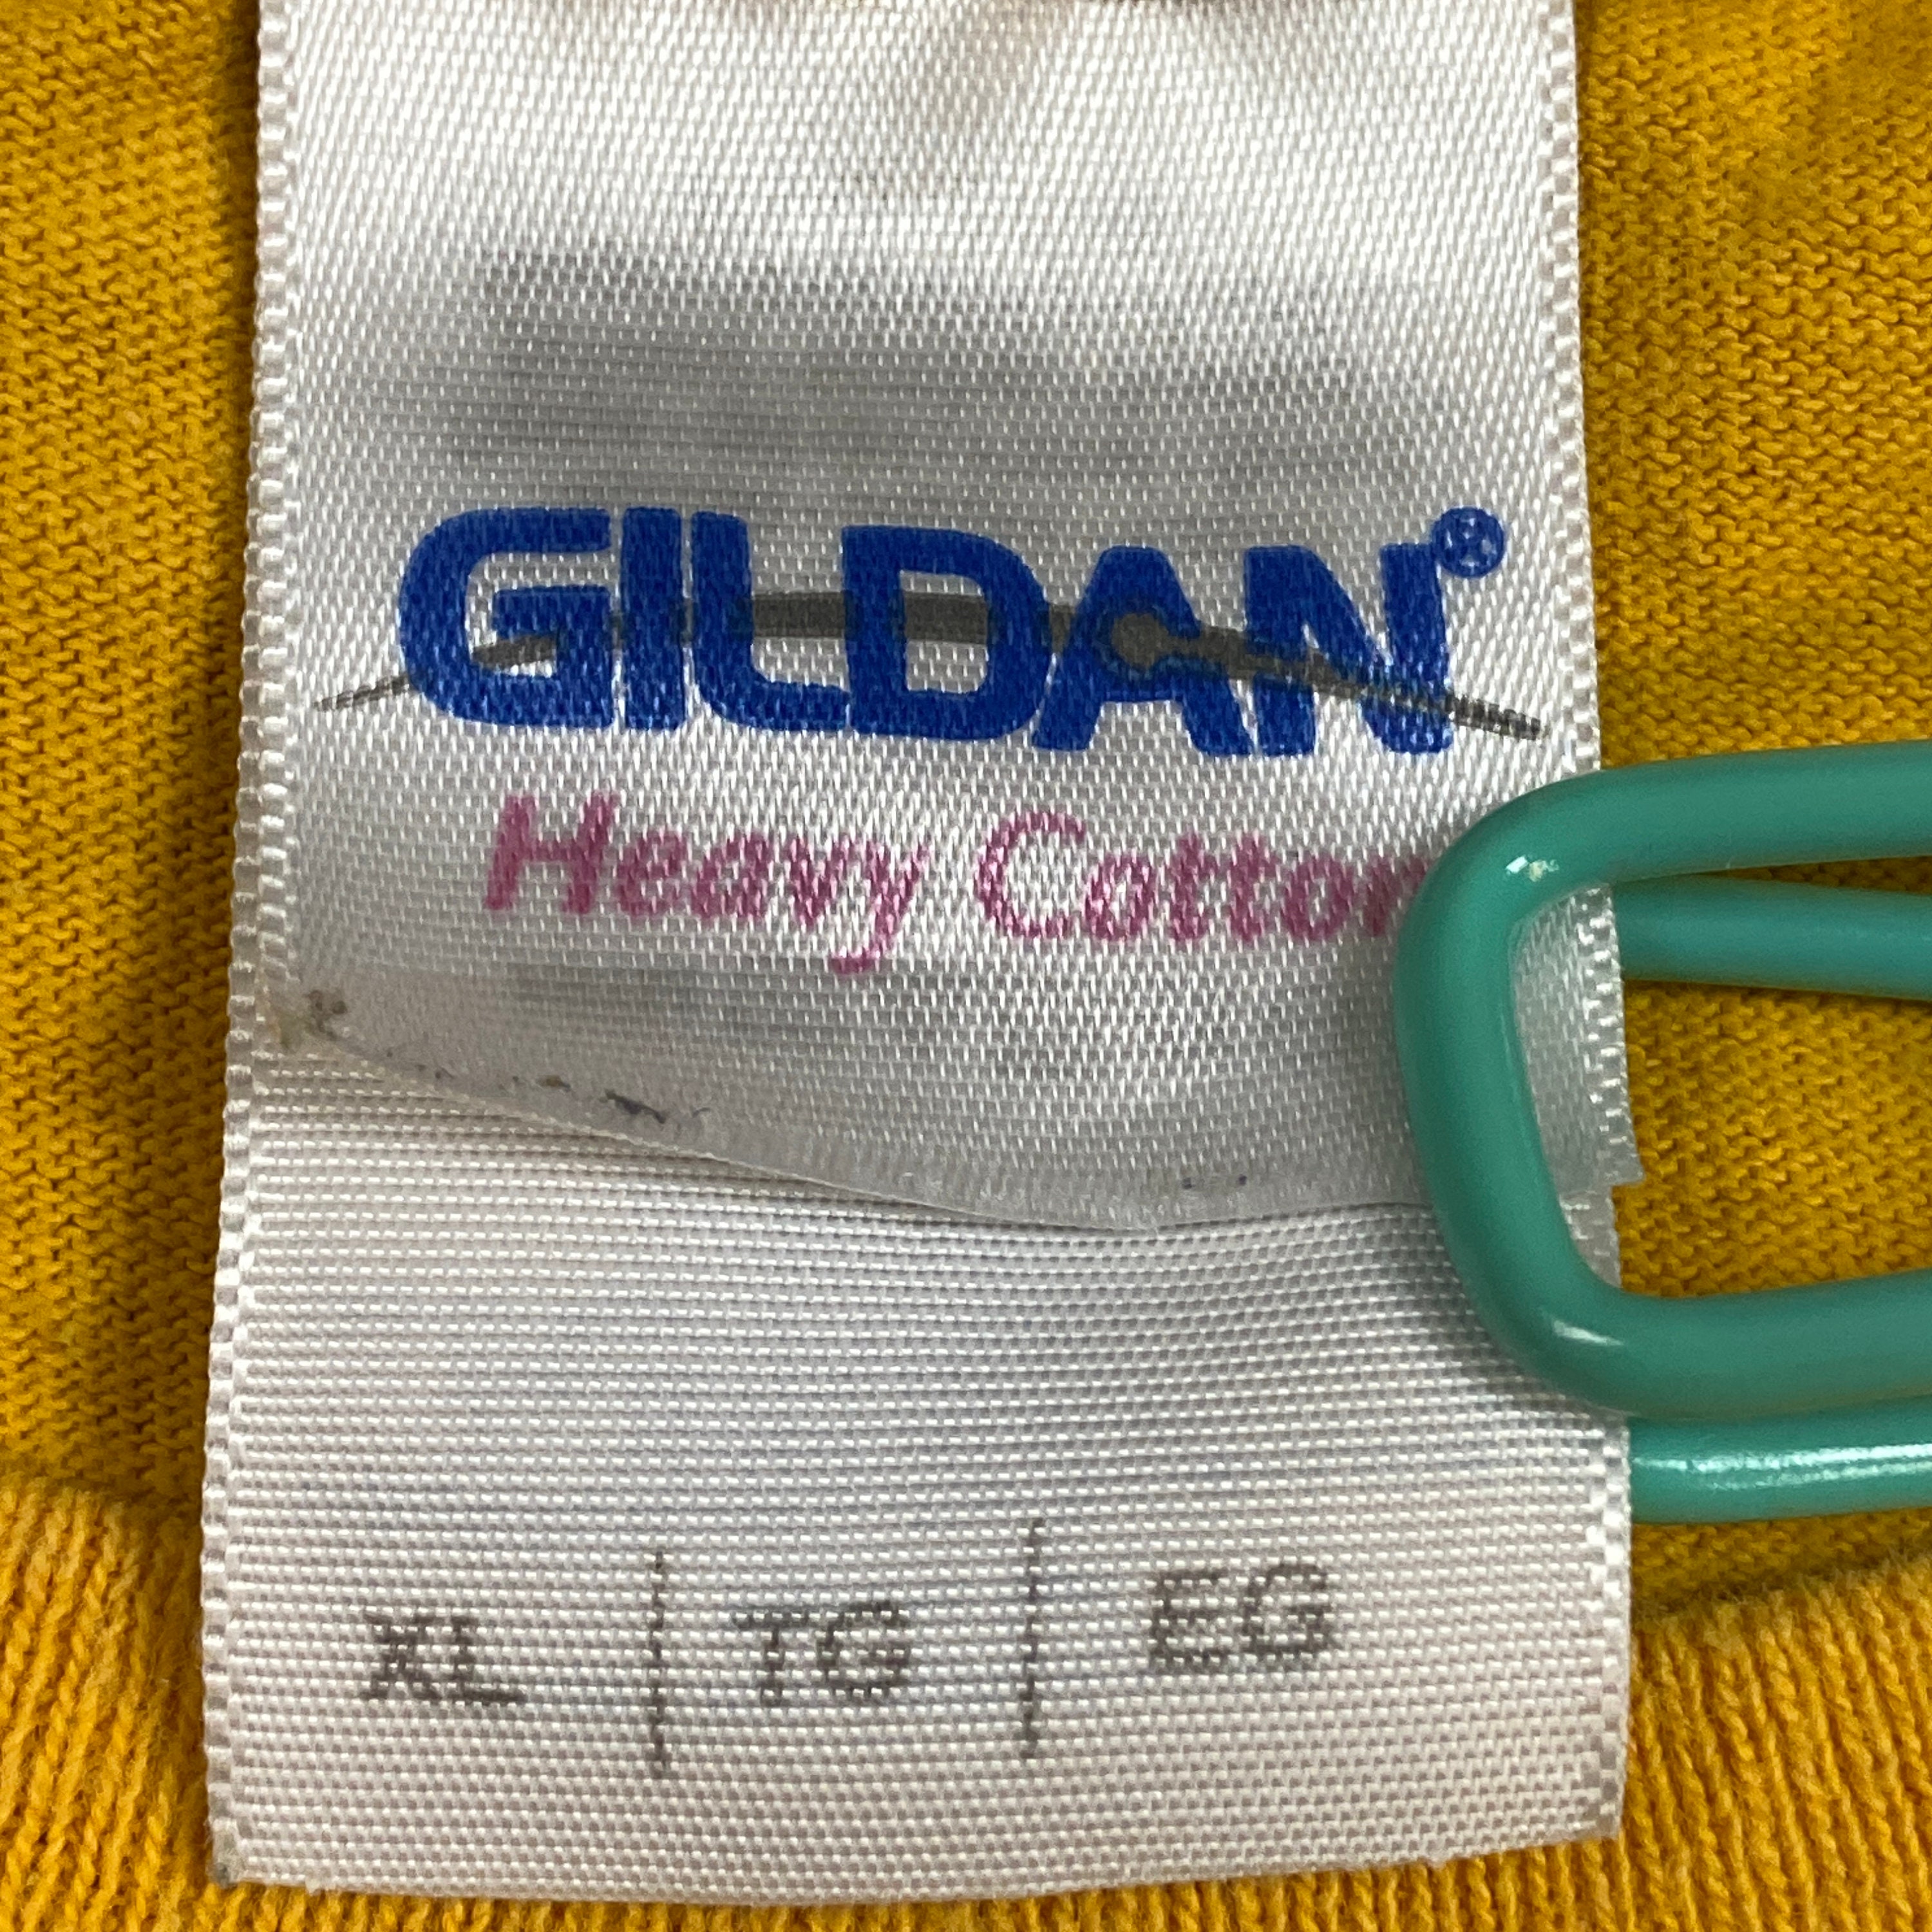 GILDAN®
Heavy Cotton
XL | TG | EG